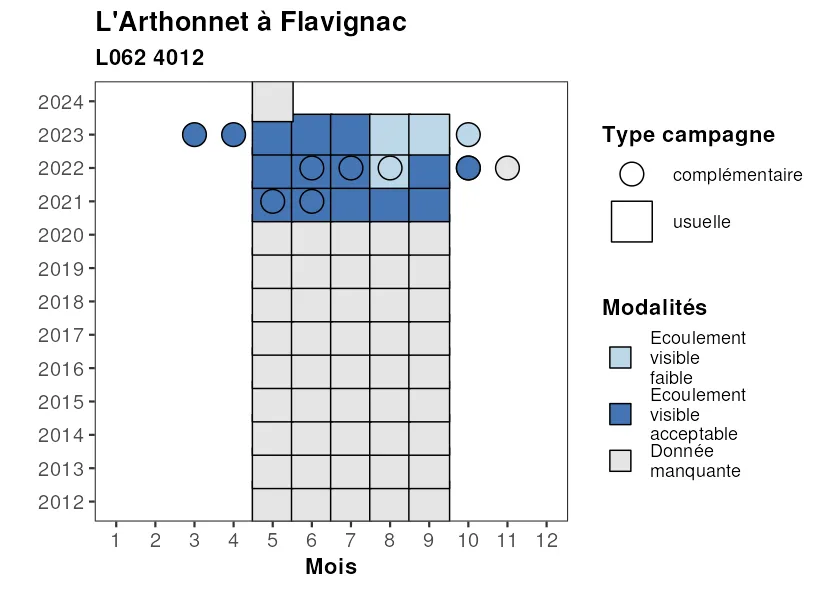 L'Arthonnet à Flavignac
L062 4012
2024
2023
2022
2021
2020
2019
2018
2017
2016
2015
2014
2013
2012
1 2 3 4 5 6 7 8 9 10 11 12
Mois
Type campagne
complémentaire
usuelle
Modalités
Ecoulement
visible
faible
Ecoulement
visible
acceptable
Donnée
manquante